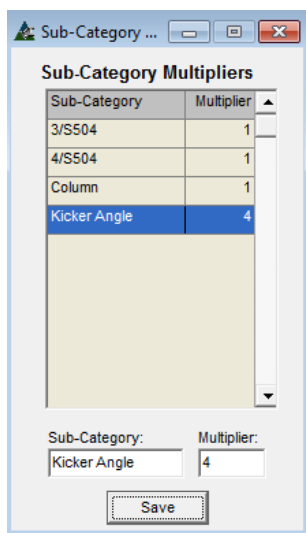 Sub-Category ...
Sub-Category Multipliers
Sub-Category Multiplier
3/S504 1
4/S504 1
Column 1
Kicker Angle 4
Sub-Category: Multiplier:
Kicker Angle 4
Save